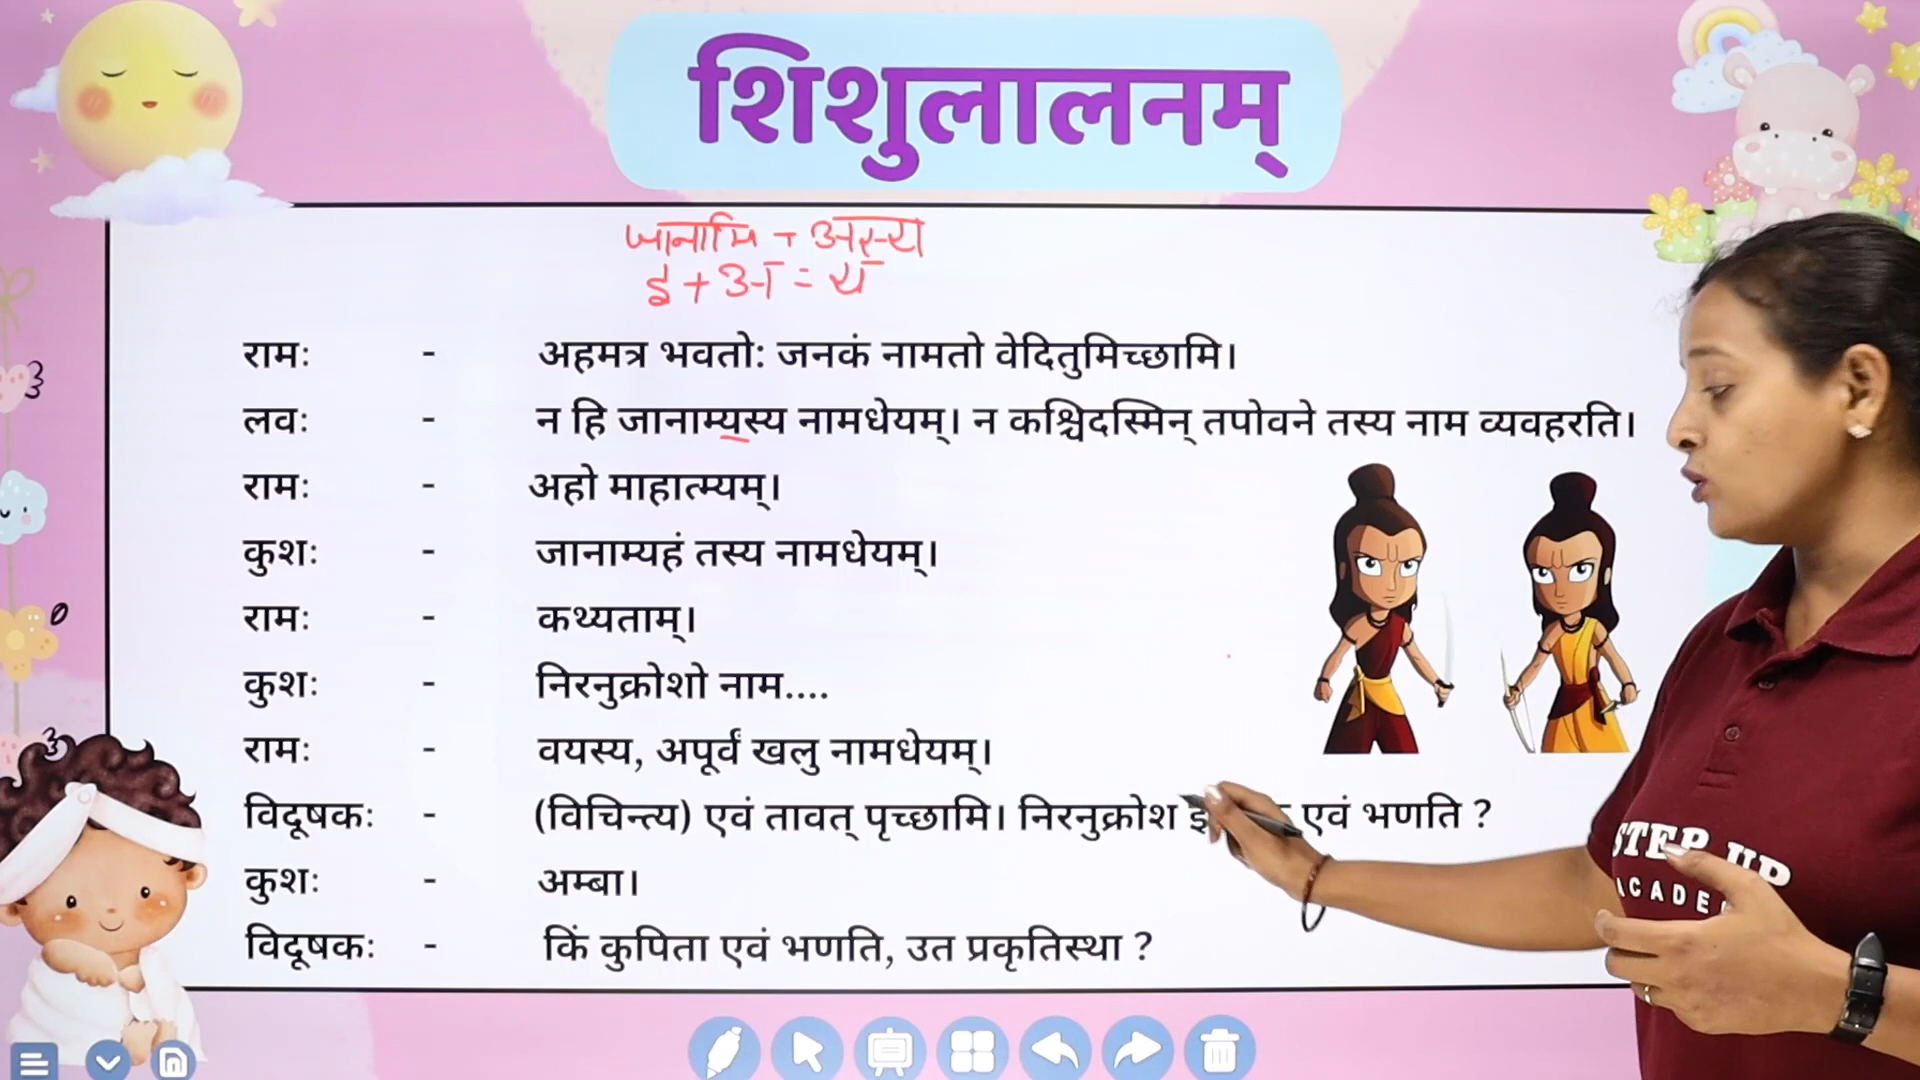 शिशुलालनम्
जानामि + अस्य
इ + अ = य
रामः - अहमत्र भवतो: जनकं नामतो वेदितुमिच्छामि।
लवः - न हि जानाम्यस्य नामधेयम्। न कश्चिदस्मिन् तपोवने तस्य नाम व्यवहरति।
रामः - अहो माहात्म्यम्।
कुशः - जानाम्यहं तस्य नामधेयम्।
रामः - कथ्यताम्।
कुशः - निरनुक्रोशो नाम....
रामः - वयस्य, अपूर्वं खलु नामधेयम्।
विदूषकः - (विचिन्त्य) एवं तावत् पृच्छामि। निरनुक्रोश एवं भणति ?
कुशः - अम्बा।
विदूषकः - किं कुपिता एवं भणति, उत प्रकृतिस्था ?
STEP UP